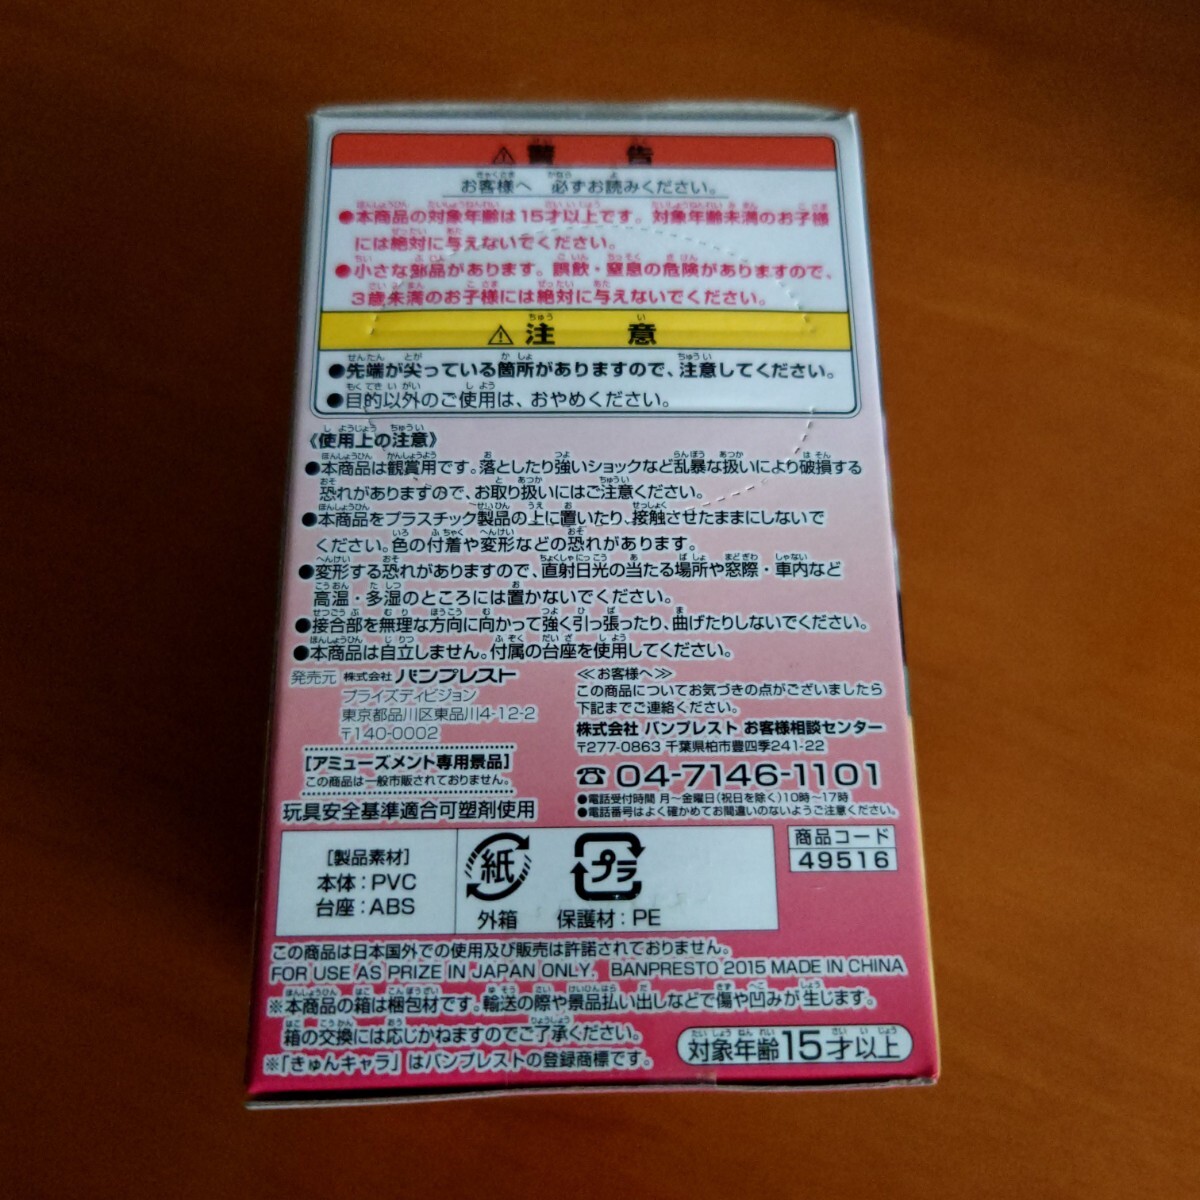 ⚠警告
お客様へ 必ずお読みください。
●本商品の対象年齢は15才以上です。対象年齢未満のお子様
には絶対に与えないでください。
●小さな部品があります。誤飲・窒息の危険がありますので、
3歳未満のお子様には絶対に与えないでください。
⚠注意
●先端が尖っている箇所がありますので、注意してください。
●目的以外のご使用は、おやめください。
《使用上の注意》
●本商品は観賞用です。落としたり強いショックなど乱暴な扱いにより破損する
恐れがありますので、お取り扱いにはご注意ください。
●本商品をプラスチック製品の上に置いたり、接触させたままにしないで
ください。色の付着や変形などの恐れがあります。
●変形する恐れがありますので、直射日光の当たる場所や窓際・車内など
高温・多湿のところには置かないでください。
●接合部を無理な方向に向かって強く引っ張ったり、曲げたりしないでください。
●本商品は自立しません。付属の台座を使用してください。
発売元 株式会社 バンプレスト
プライズディビジョン
東京都品川区東品川4-12-2
〒140-0002
[アミューズメント専用景品]
この商品は一般市販されておりません。
≪お客様へ≫
この商品についてお気づきの点がございましたら
下記までご連絡ください。
株式会社 バンプレスト お客様相談センター
〒277-0863 千葉県柏市豊四季241-22
☎04-7146-1101
●電話受付時間 月～金曜日(祝日を除く)10時～17時
●電話番号はよく確かめてお間違いのないようご注意ください。
玩具安全基準適合可塑剤使用
商品コード
49516
[製品素材]
本体：PVC
台座：ABS
紙
外箱
プラ
保護材：PE
この商品は日本国外での使用及び販売は許諾されておりません。
FOR USE AS PRIZE IN JAPAN ONLY. BANPRESTO 2015 MADE IN CHINA
※本商品の箱は梱包材です。輸送の際や景品払い出しなどで傷や凹みが生じます。
箱の交換には応じかねますのでご了承ください。
※「きゅんキャラ」はバンプレストの登録商標です。
対象年齢15才以上